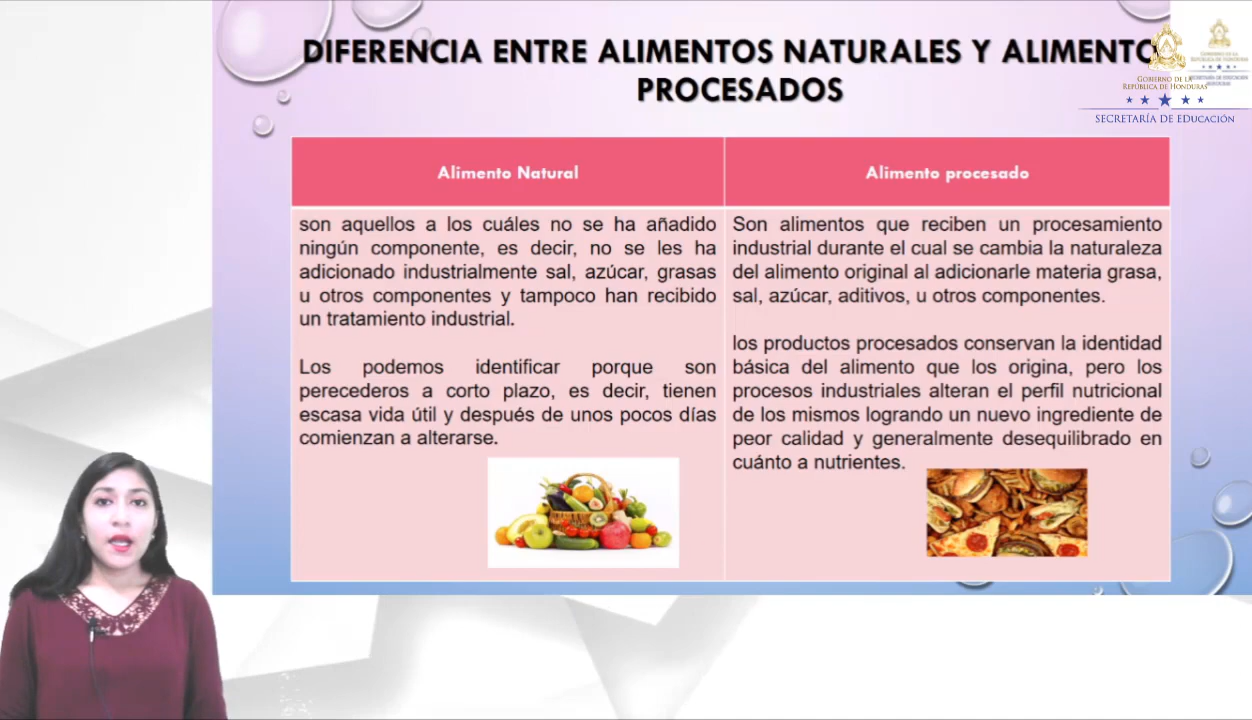 DIFERENCIA ENTRE ALIMENTOS NATURALES Y ALIMENTO
PROCESADOS
GOBIERNO DE LA
REPÚBLICA DE HONDURAS
SECRETARÍA DE EDUCACIÓN
Alimento Natural
son aquellos a los cuáles no se ha añadido
ningún componente, es decir, no se les ha
adicionado industrialmente sal, azúcar, grasas
u otros componentes y tampoco han recibido
un tratamiento industrial.
Los podemos identificar porque son
perecederos a corto plazo, es decir, tienen
escasa vida útil y después de unos pocos días
comienzan a alterarse.
Alimento procesado
Son alimentos que reciben un procesamiento
industrial durante el cual se cambia la naturaleza
del alimento original al adicionarle materia grasa,
sal, azúcar, aditivos, u otros componentes.
los productos procesados conservan la identidad
básica del alimento que los origina, pero los
procesos industriales alteran el perfil nutricional
de los mismos logrando un nuevo ingrediente de
peor calidad y generalmente desequilibrado en
cuánto a nutrientes.